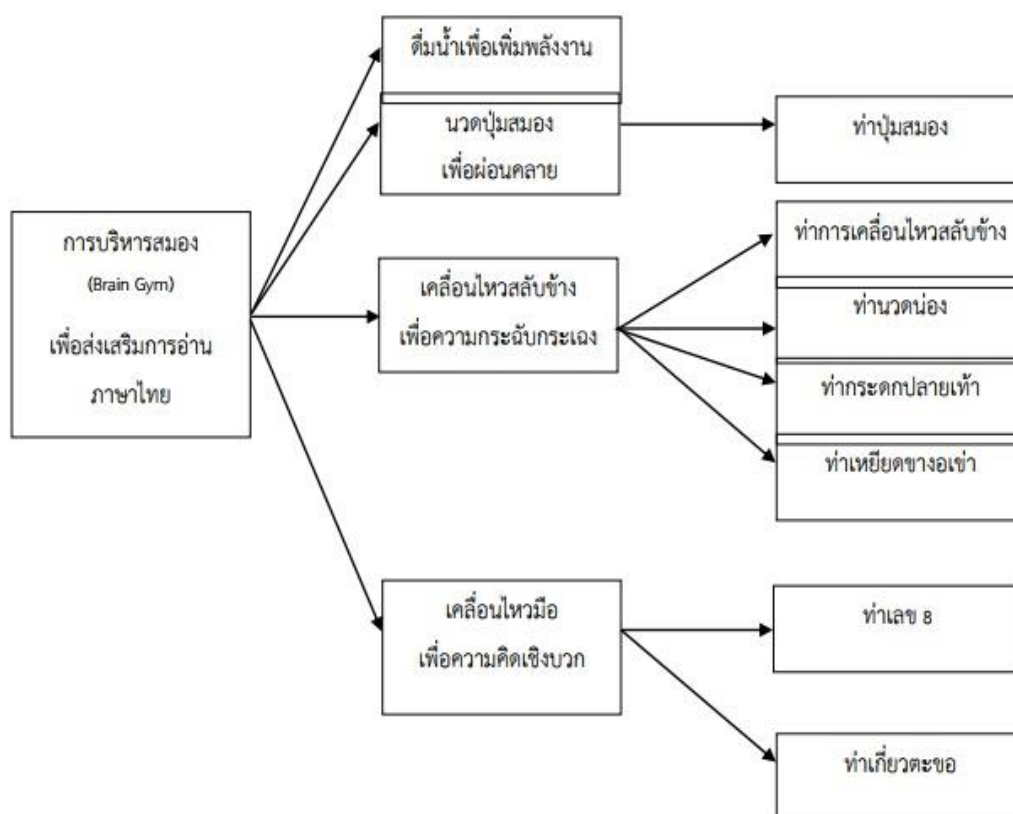 การบริหารสมอง
(Brain Gym)
เพื่อส่งเสริมการอ่าน
ภาษาไทย
ดื่มน้ำเพื่อเพิ่มพลังงาน
นวดปุ่มสมอง
เพื่อผ่อนคลาย
เคลื่อนไหวสลับข้าง
เพื่อความกระฉับกระเฉง
เคลื่อนไหวมือ
เพื่อความคิดเชิงบวก
ท่าปุ่มสมอง
ท่าการเคลื่อนไหวสลับข้าง
ท่านวดน่อง
ท่ากระดกปลายเท้า
ท่าเหยียดขางอเข่า
ท่าเลข 8
ท่าเกี่ยวตะขอ